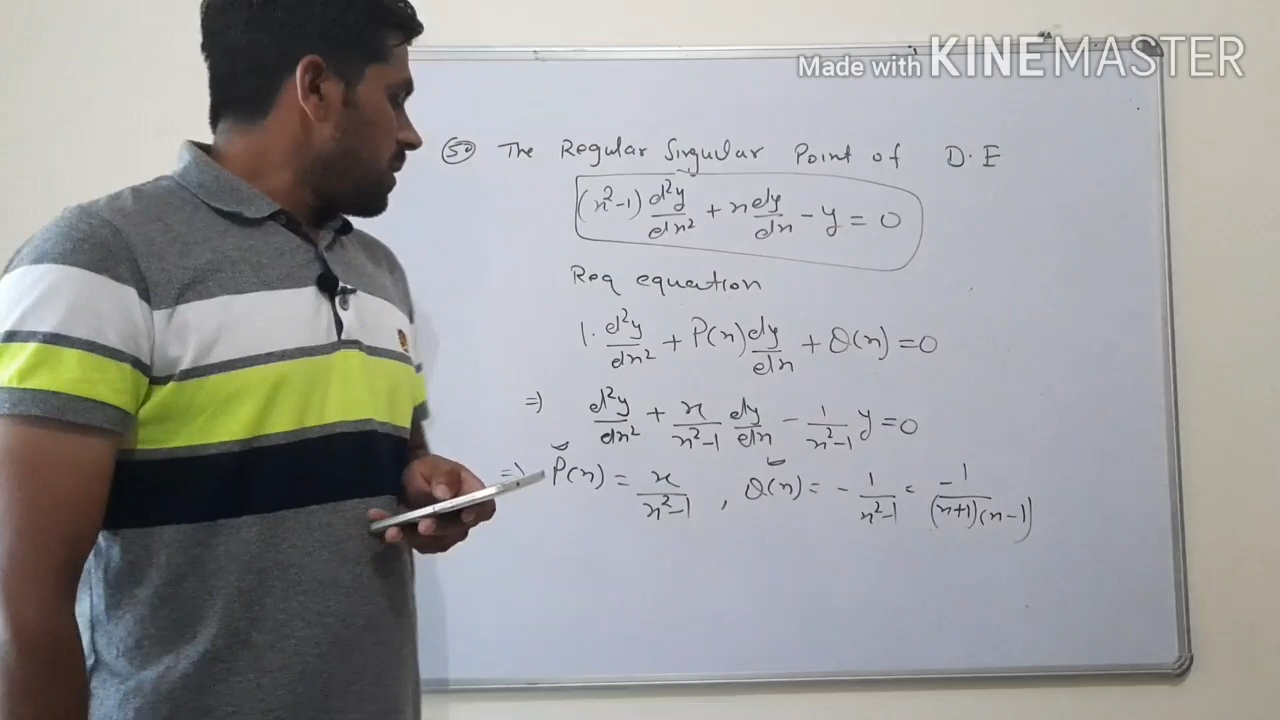 Made with KINEMASTER
50 The Regular Singular Point of D.E
(x²-1) d²y/dx² + x dy/dx - y = 0
Req equation
1. d²y/dx² + P(x) dy/dx + Q(x) = 0
⇒ d²y/dx² + x/(x²-1) dy/dx - 1/(x²-1) y = 0
⇒ P(x) = x/(x²-1) , Q(x) = - 1/(x²-1) = -1/((x+1)(x-1))